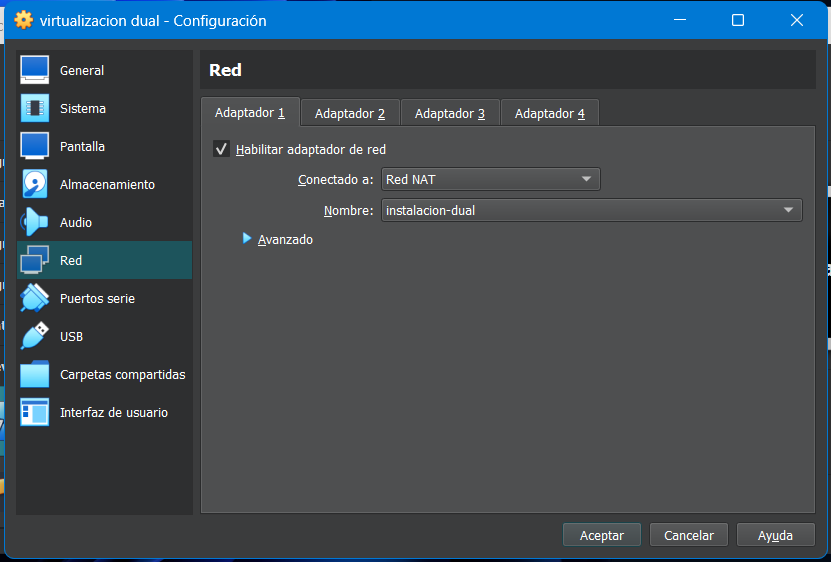 virtualizacion dual - Configuración
General
Sistema
Pantalla
Almacenamiento
Audio
Red
Puertos serie
USB
Carpetas compartidas
Interfaz de usuario
Red
Adaptador 1 Adaptador 2 Adaptador 3 Adaptador 4
Habilitar adaptador de red
Conectado a: Red NAT
Nombre: instalacion-dual
Avanzado
Aceptar Cancelar Ayuda